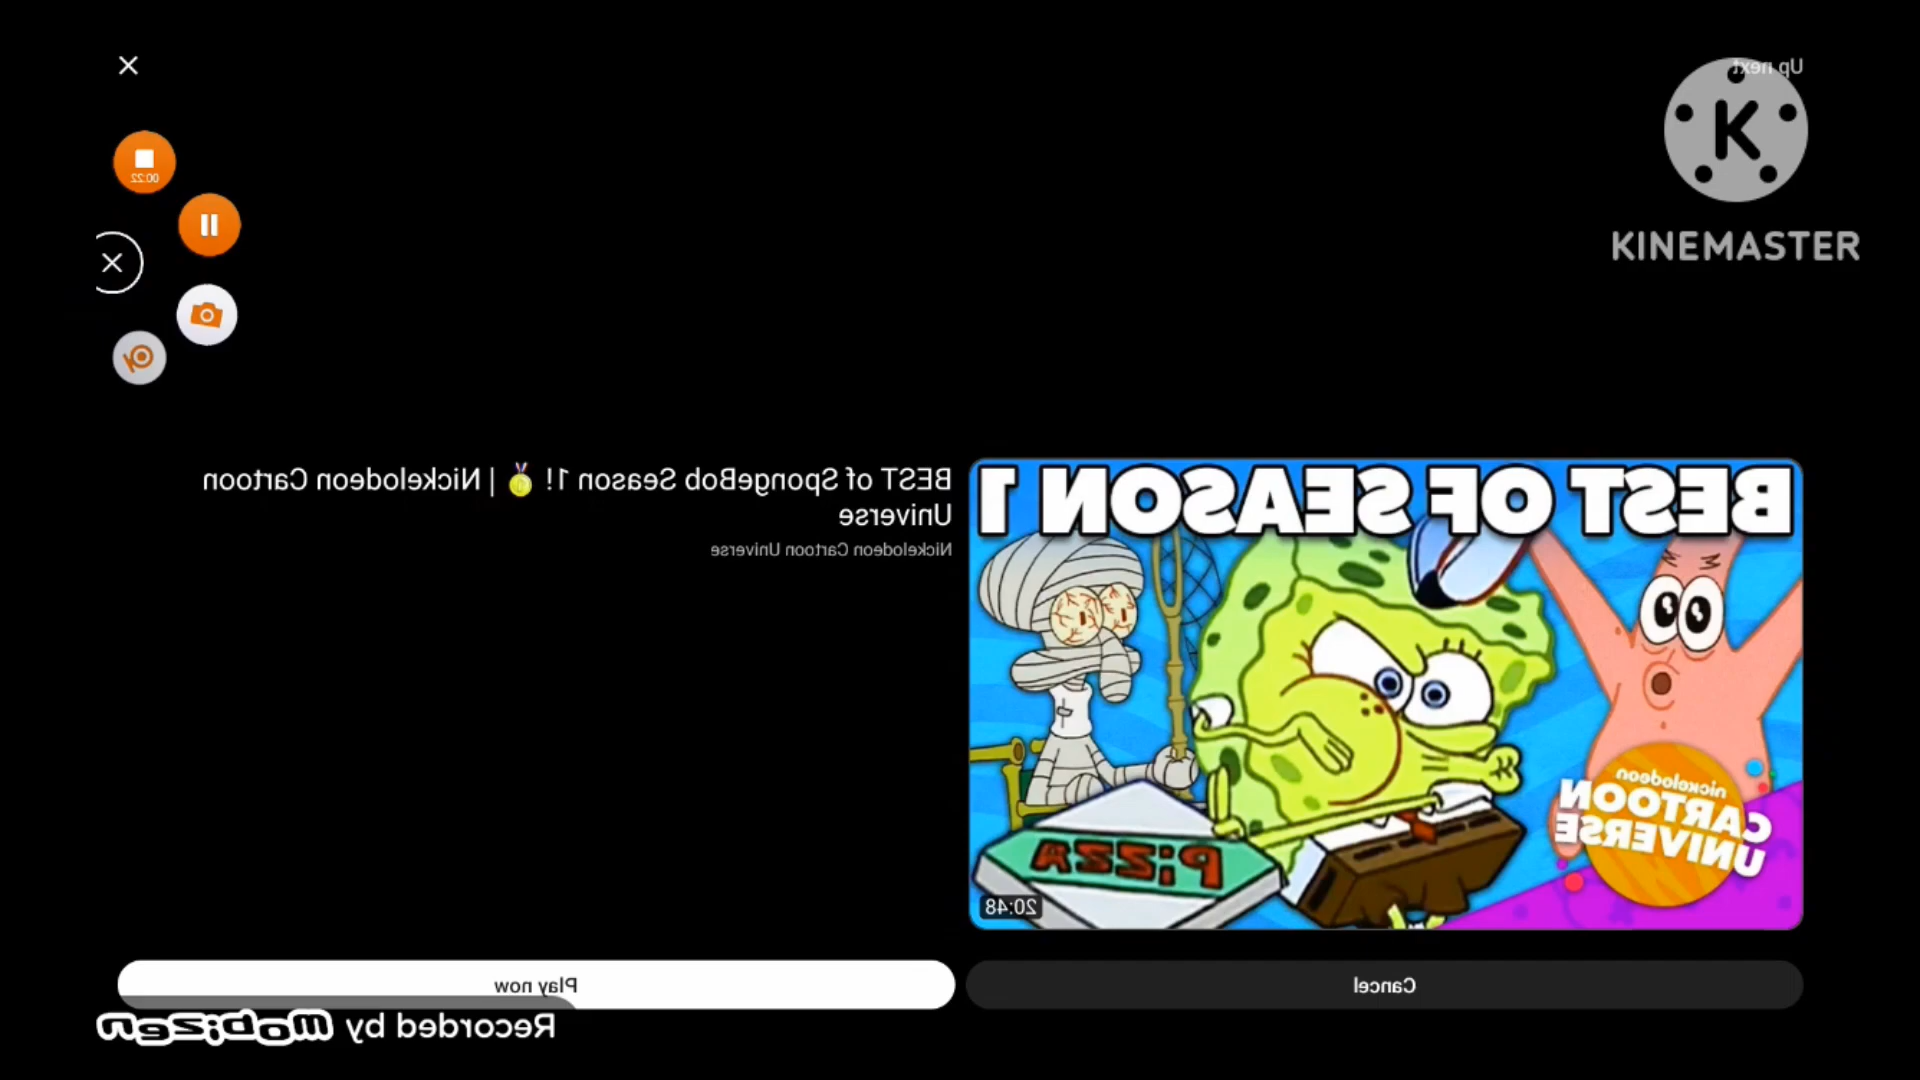 Up next
KINEMASTER
00:22
BEST of SpongeBob Season 1! 🏅 | Nickelodeon Cartoon
Universe
Nickelodeon Cartoon Universe
BEST OF SEASON 1
nickelodeon
CARTOON
UNIVERSE
PIZZA
20:48
Play now
Cancel
Recorded by mobizen